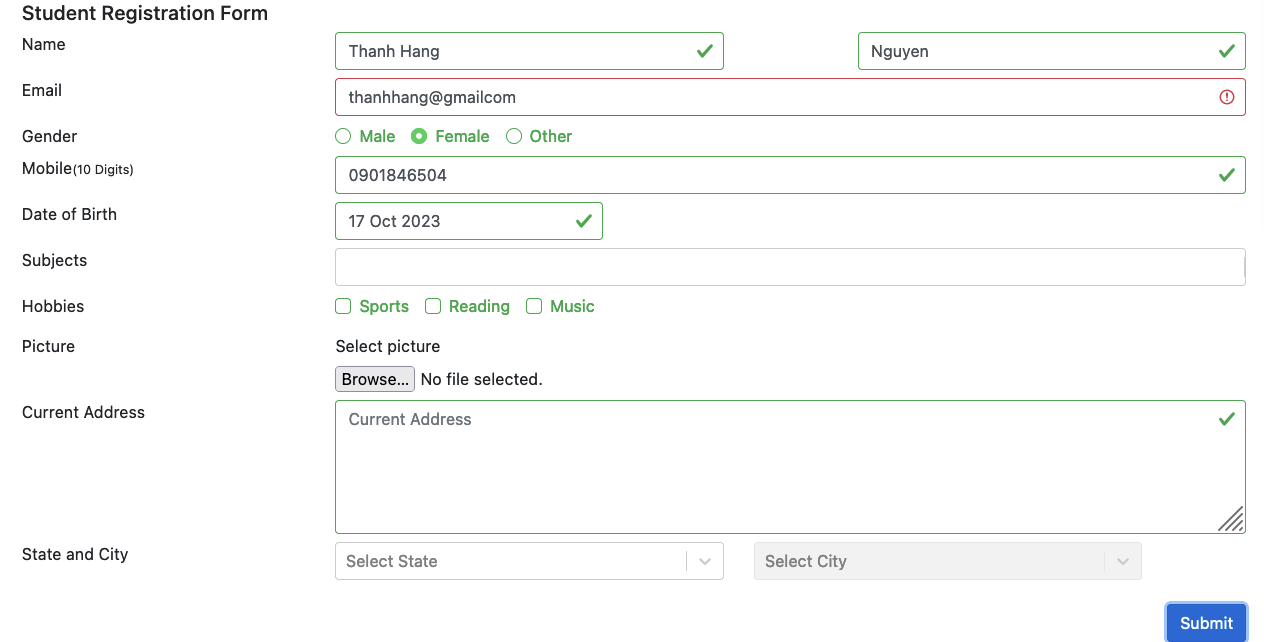 Student Registration Form
Name Thanh Hang Nguyen
Email thanhhang@gmailcom
Gender Male Female Other
Mobile(10 Digits) 0901846504
Date of Birth 17 Oct 2023
Subjects
Hobbies Sports Reading Music
Picture Select picture
Browse... No file selected.
Current Address Current Address
State and City Select State Select City
Submit